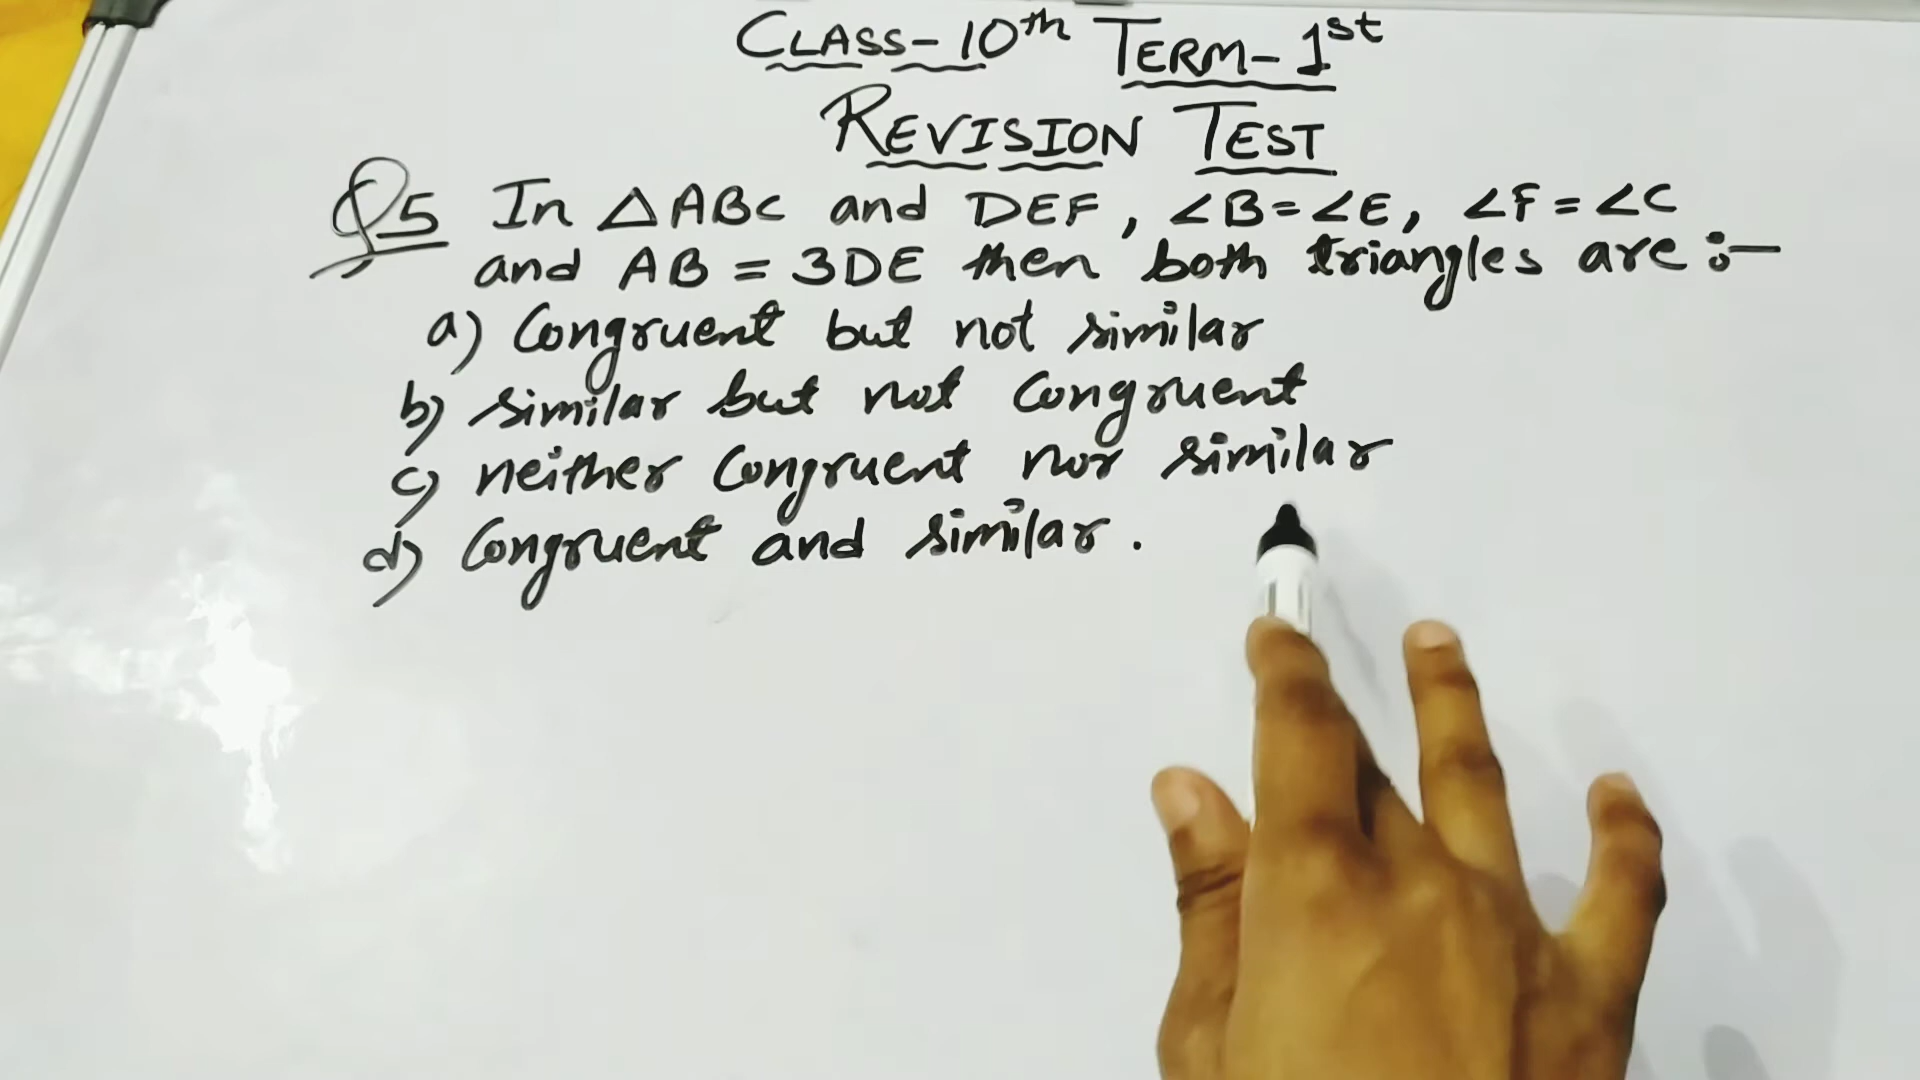 CLASS-10th TERM-1st
REVISION TEST
Q5 In △ABC and DEF, ∠B=∠E, ∠F=∠C
and AB = 3DE then both triangles are :-
a) Congruent but not similar
b) similar but not congruent
c) neither congruent nor similar
d) Congruent and similar.